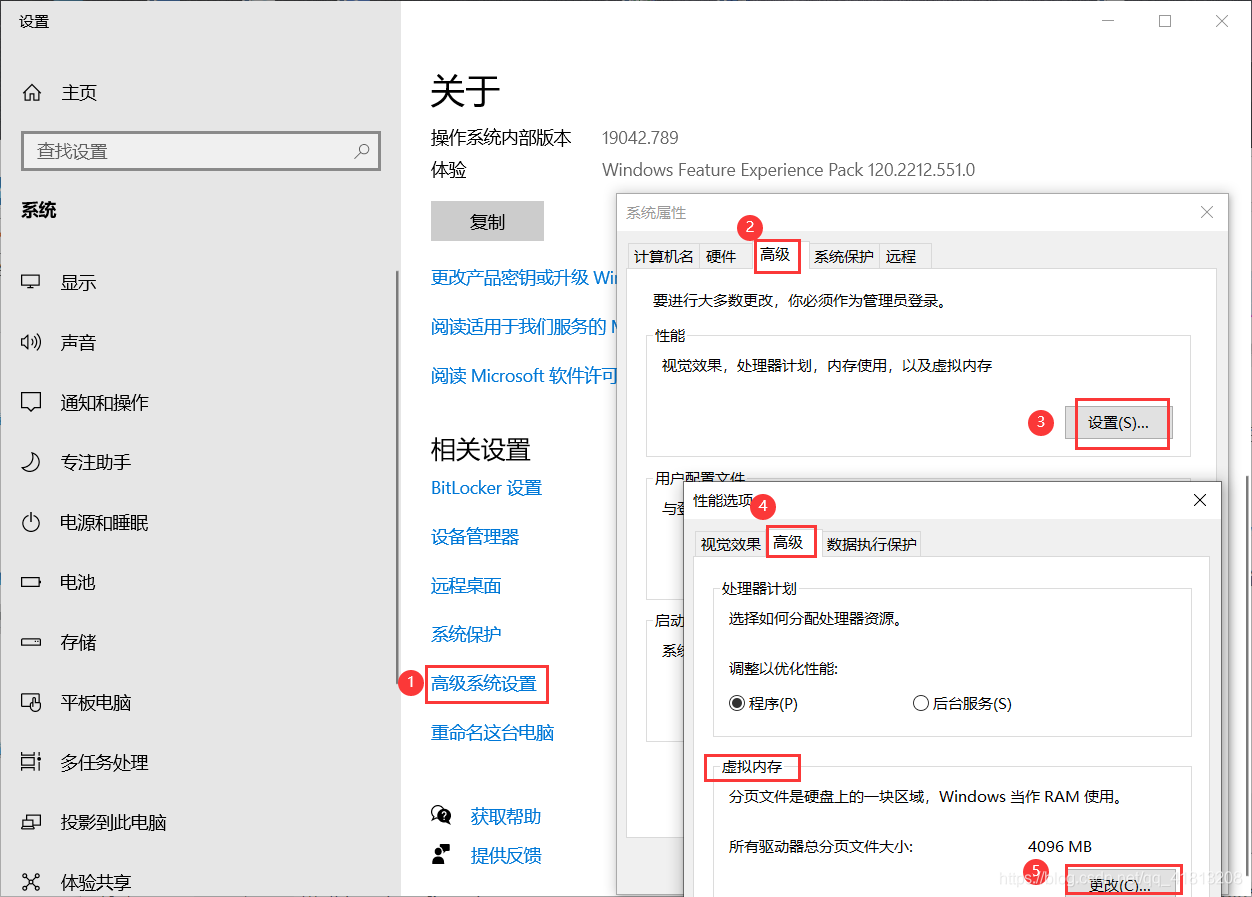 设置
主页
查找设置
系统
显示
声音
通知和操作
专注助手
电源和睡眠
电池
存储
平板电脑
多任务处理
投影到此电脑
体验共享
关于
操作系统内部版本 19042.789
体验 Windows Feature Experience Pack 120.2212.551.0
复制
更改产品密钥或升级 Win
阅读适用于我们服务的
阅读 Microsoft 软件许可
相关设置
BitLocker 设置
设备管理器
远程桌面
系统保护
1 高级系统设置
重命名这台电脑
获取帮助
提供反馈
系统属性
2
计算机名 硬件 高级 系统保护 远程
要进行大多数更改，你必须作为管理员登录。
性能
视觉效果，处理器计划，内存使用，以及虚拟内存
3 设置(S)...
用户配置文件
与
启动
系统
性能选项 4
视觉效果 高级 数据执行保护
处理器计划
选择如何分配处理器资源。
调整以优化性能:
程序(P) 后台服务(S)
虚拟内存
分页文件是硬盘上的一块区域，Windows 当作 RAM 使用。
所有驱动器总分页文件大小: 4096 MB
5 更改(C)...